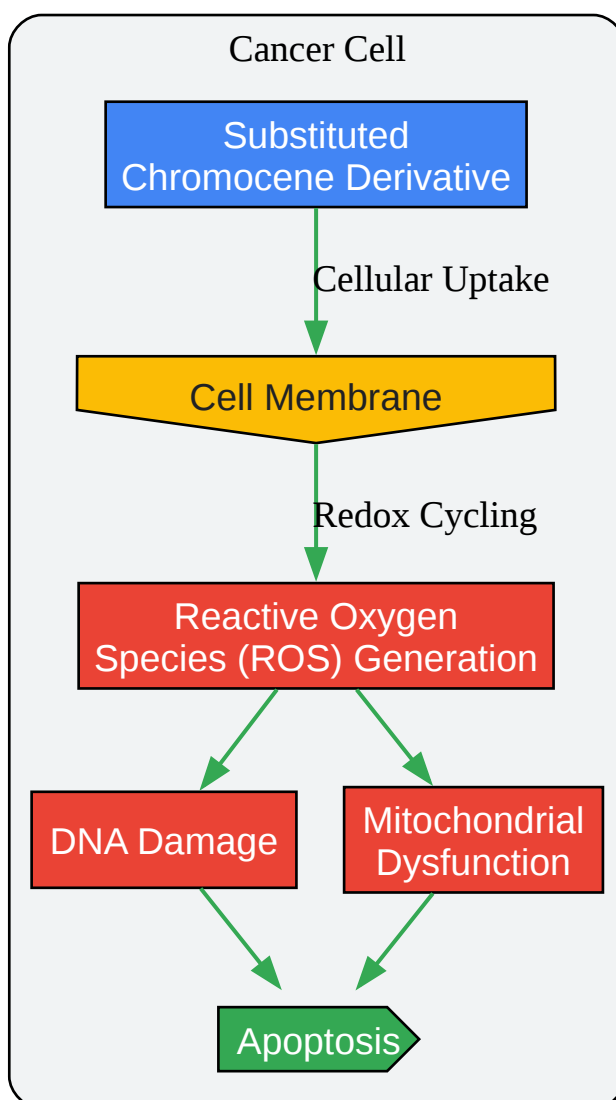 Cancer Cell
Substituted
Chromocene Derivative
Cellular Uptake
Cell Membrane
Redox Cycling
Reactive Oxygen
Species (ROS) Generation
DNA Damage
Mitochondrial
Dysfunction
Apoptosis